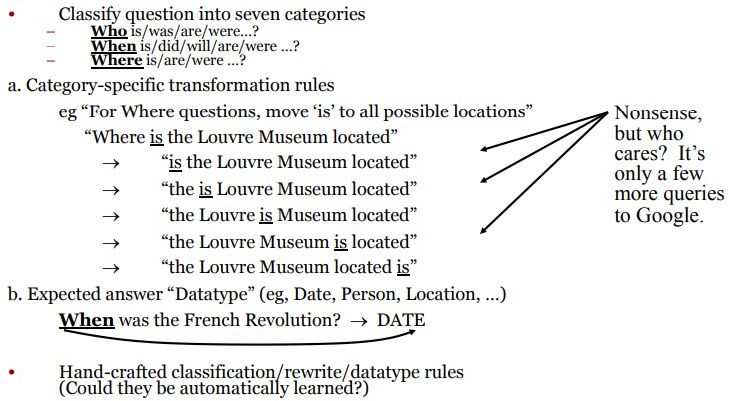 • Classify question into seven categories
– Who is/was/are/were…?
– When is/did/will/are/were …?
– Where is/are/were …?
a. Category-specific transformation rules
eg “For Where questions, move ‘is’ to all possible locations”
“Where is the Louvre Museum located”
→ “is the Louvre Museum located”
→ “the is Louvre Museum located”
→ “the Louvre is Museum located”
→ “the Louvre Museum is located”
→ “the Louvre Museum located is”
Nonsense,
but who
cares? It’s
only a few
more queries
to Google.
b. Expected answer “Datatype” (eg, Date, Person, Location, …)
When was the French Revolution? → DATE
• Hand-crafted classification/rewrite/datatype rules
(Could they be automatically learned?)